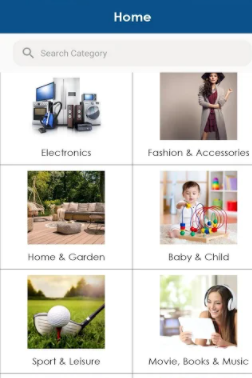 Home
Search Category
Electronics
Fashion & Accessories
Home & Garden
Baby & Child
Sport & Leisure
Movie, Books & Music